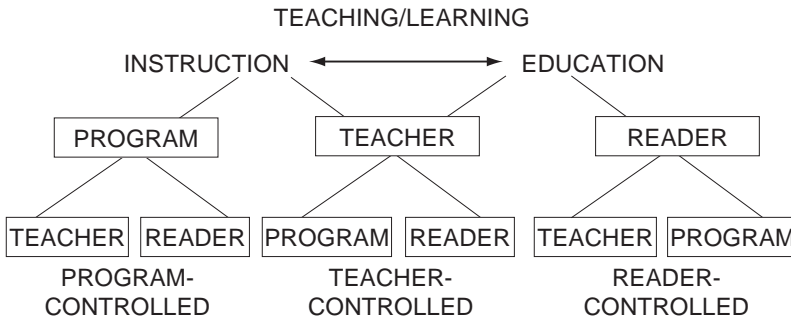 TEACHING/LEARNING
INSTRUCTION EDUCATION
PROGRAM TEACHER READER
TEACHER READER PROGRAM READER TEACHER PROGRAM
PROGRAM- TEACHER- READER-
CONTROLLED CONTROLLED CONTROLLED